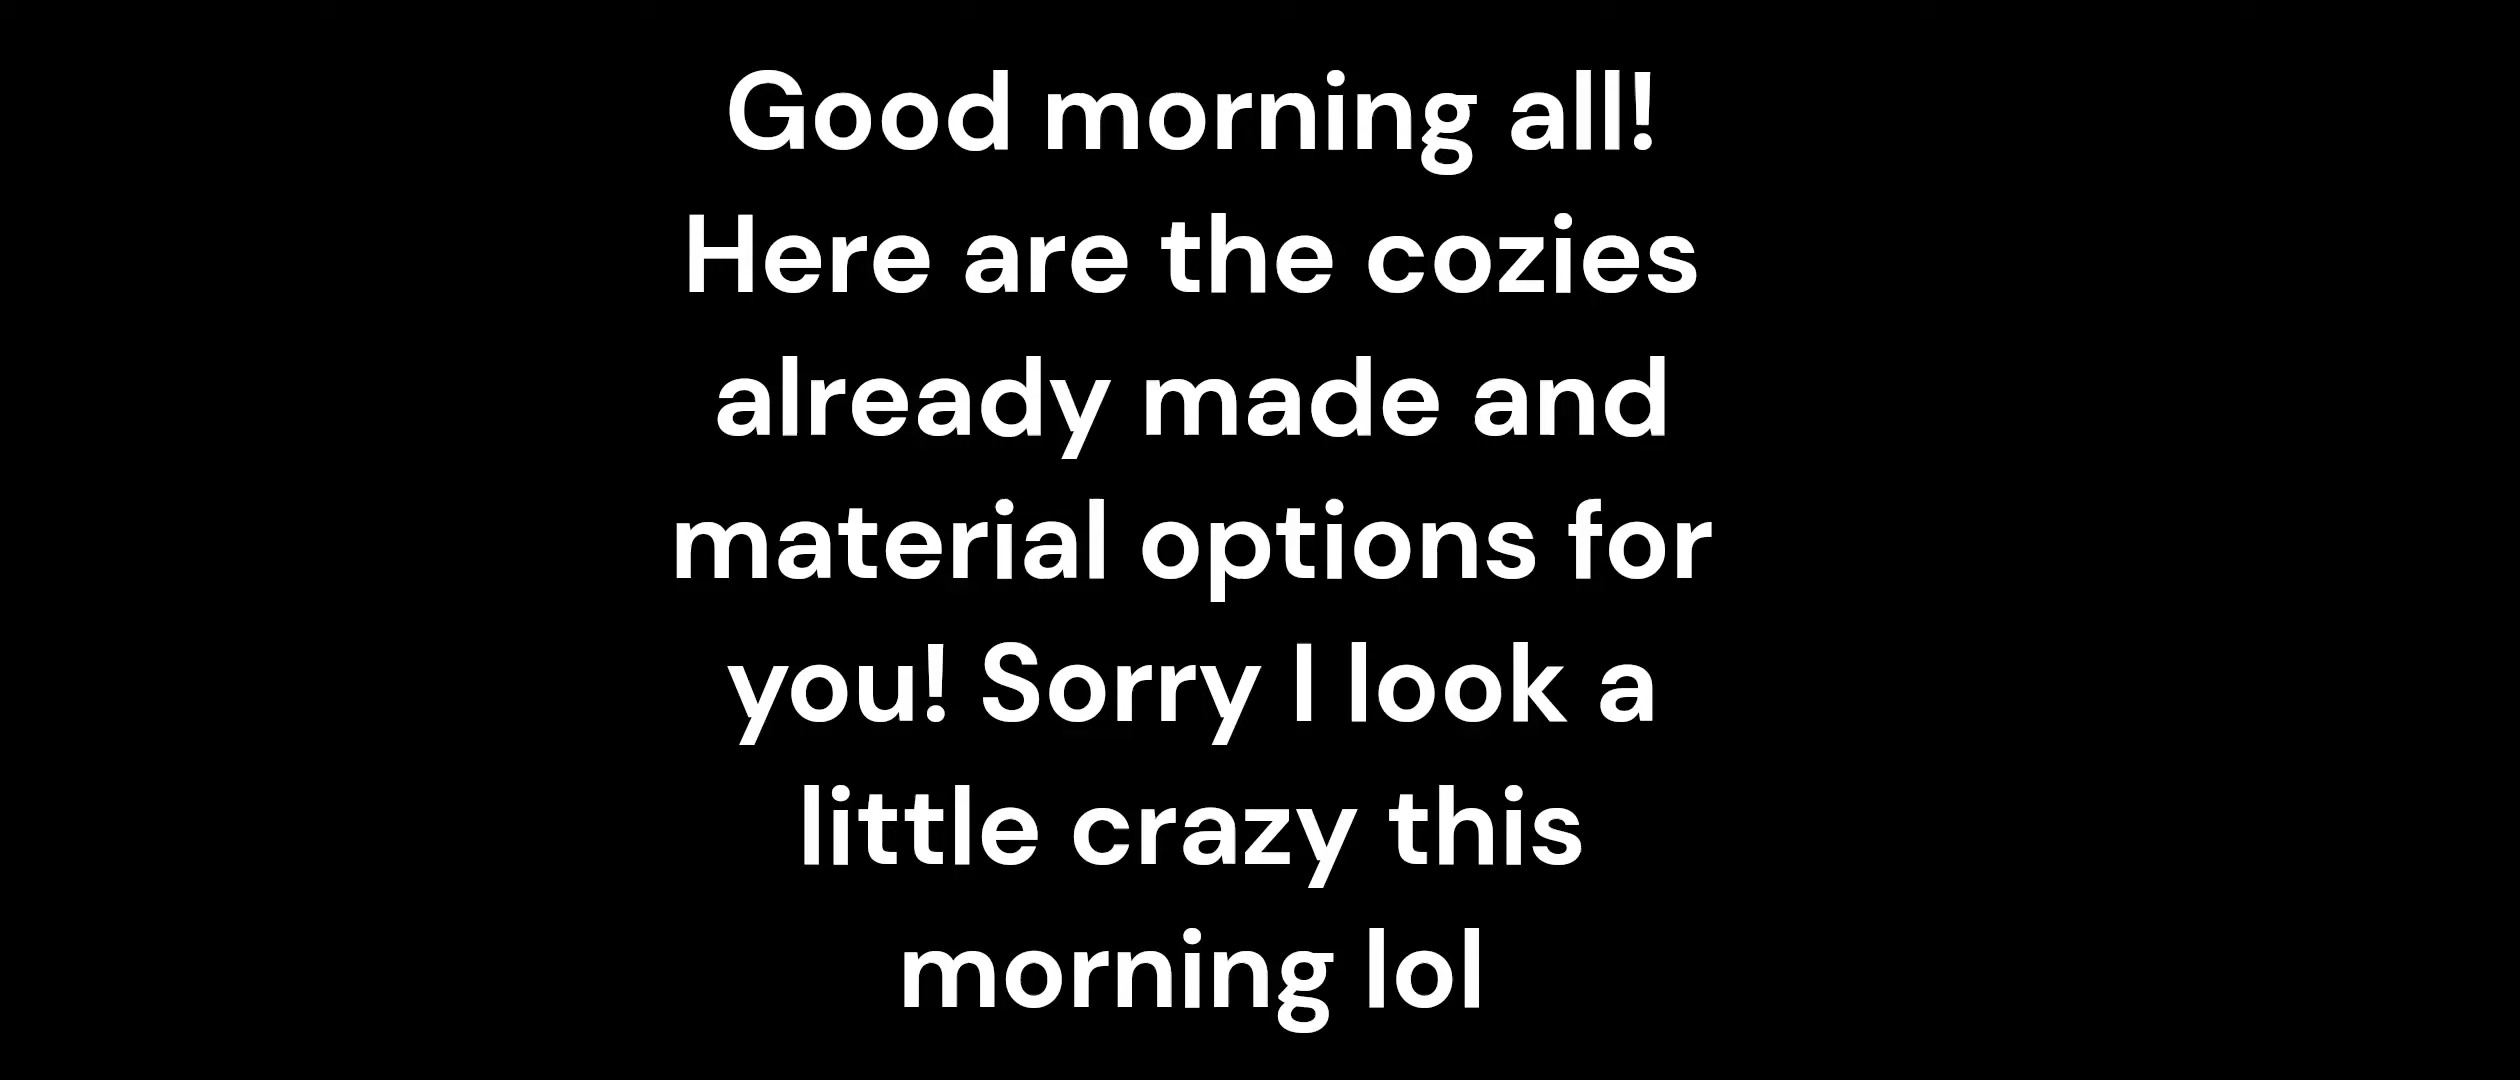 Good morning all!
Here are the cozies
already made and
material options for
you! Sorry I look a
little crazy this
morning lol